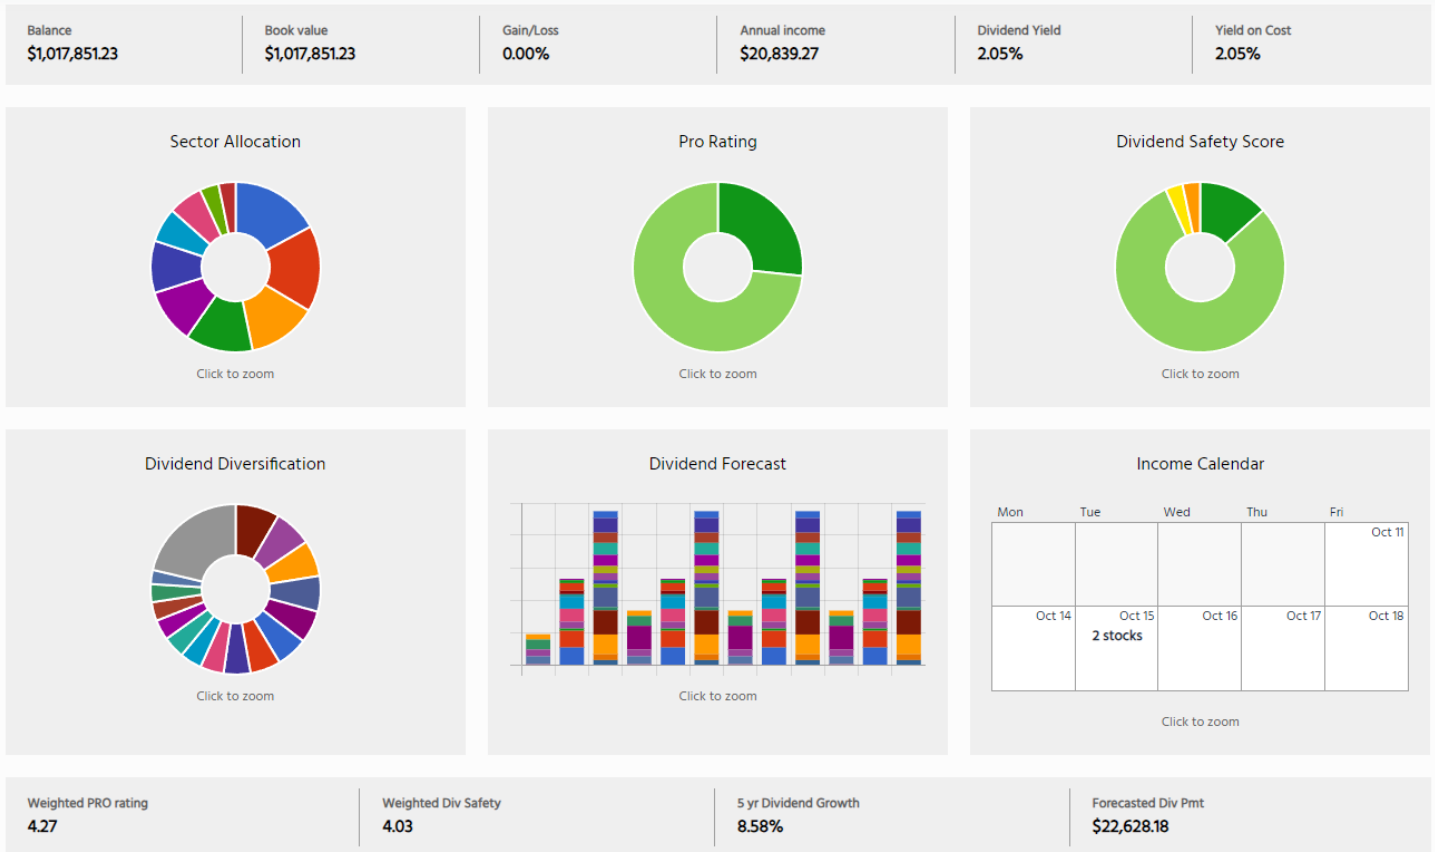 Balance Book value Gain/Loss Annual income Dividend Yield Yield on Cost
$1,017,851.23 $1,017,851.23 0.00% $20,839.27 2.05% 2.05%
Sector Allocation Pro Rating Dividend Safety Score
Click to zoom Click to zoom Click to zoom
Dividend Diversification Dividend Forecast Income Calendar
Mon Tue Wed Thu Fri
Oct 11
Oct 14 Oct 15 Oct 16 Oct 17 Oct 18
2 stocks
Click to zoom Click to zoom
Click to zoom
Weighted PRO rating Weighted Div Safety 5 yr Dividend Growth Forecasted Div Pmt
4.27 4.03 8.58% $22,628.18